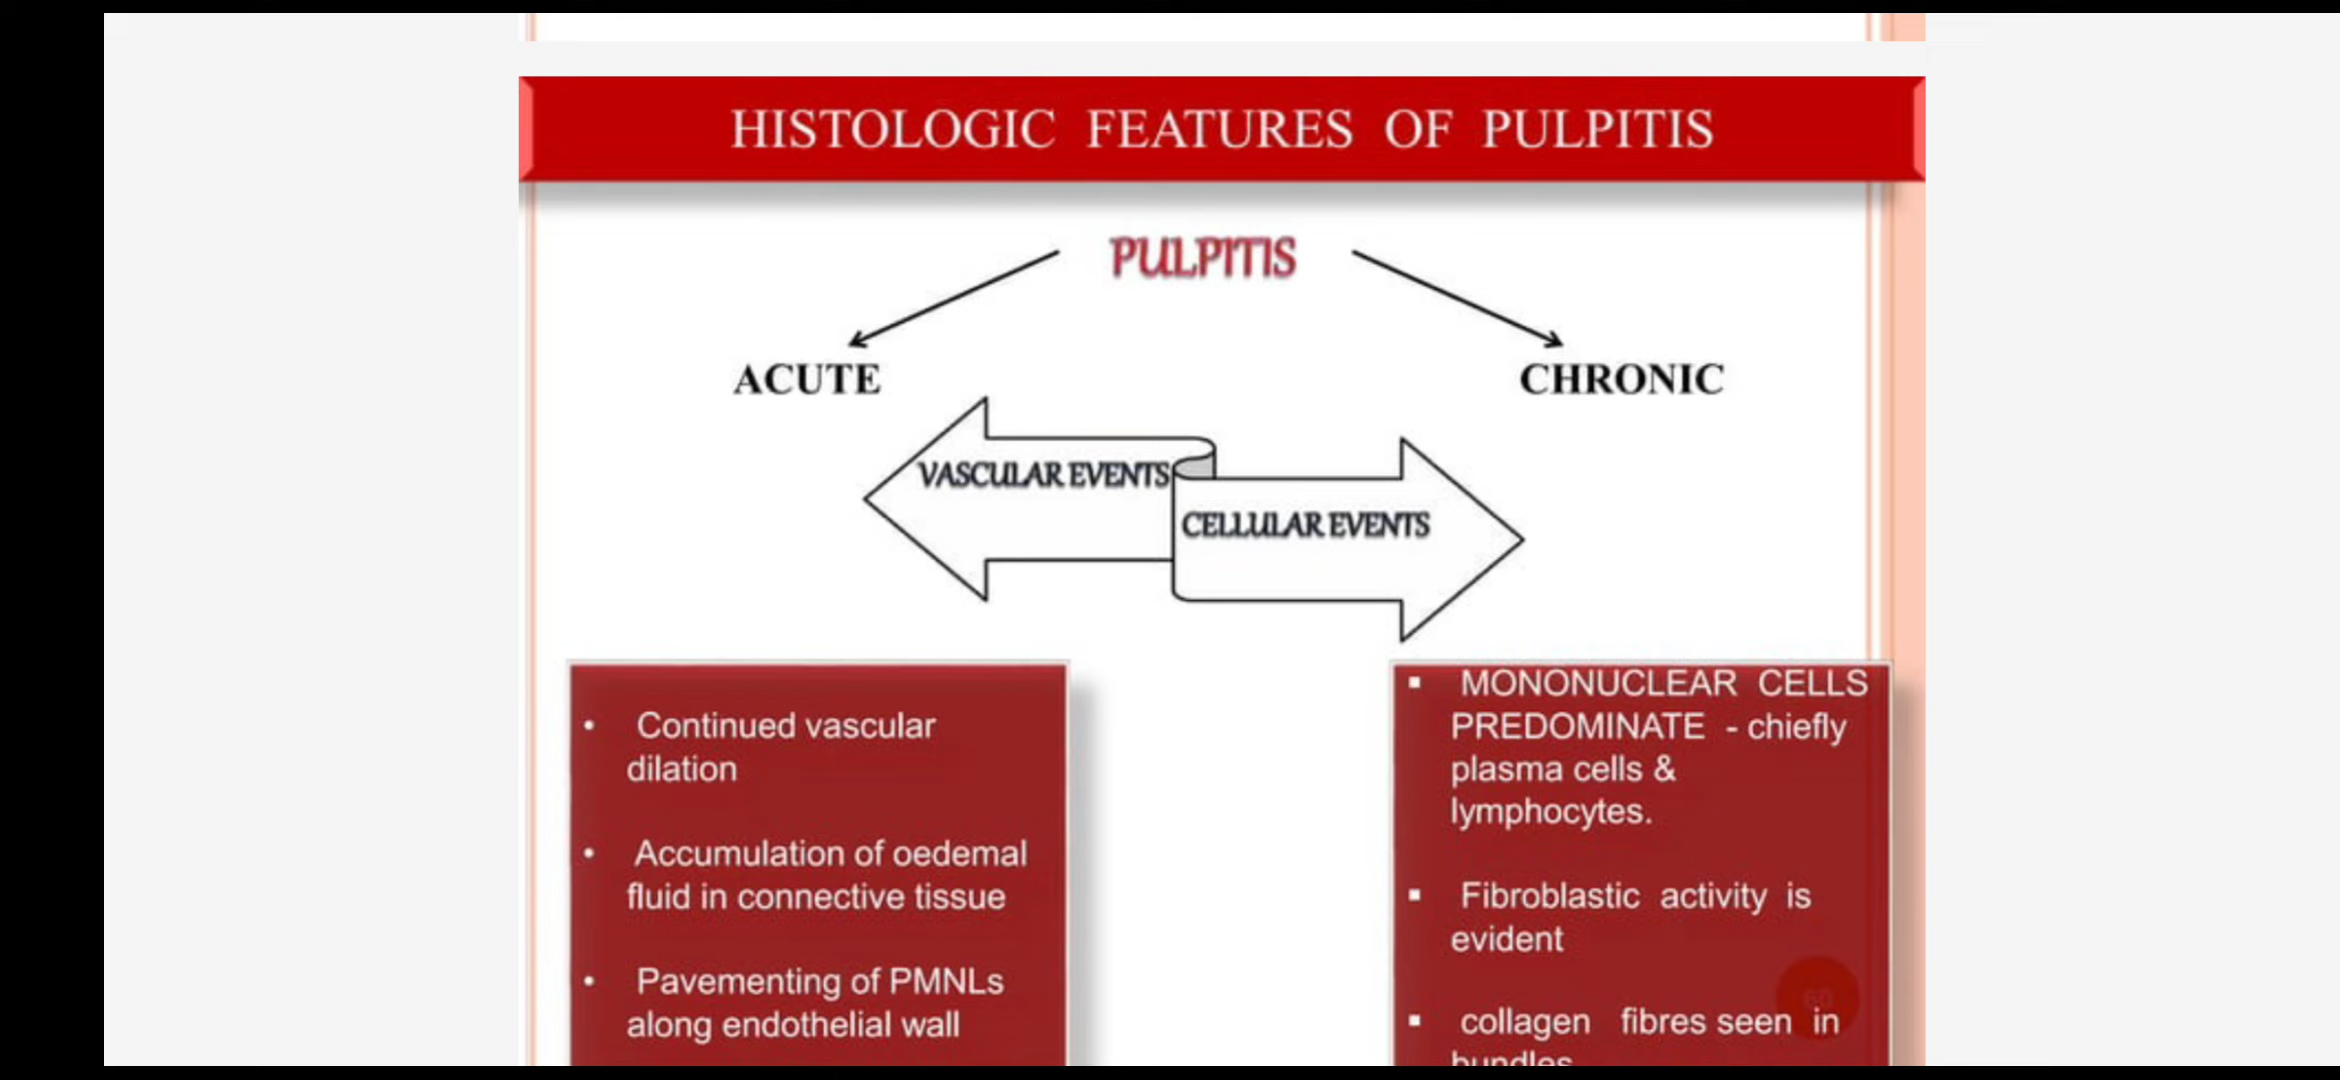 HISTOLOGIC FEATURES OF PULPITIS
PULPITIS
ACUTE
CHRONIC
VASCULAR EVENTS
CELLULAR EVENTS
• Continued vascular
dilation
• Accumulation of oedemal
fluid in connective tissue
• Pavementing of PMNLs
along endothelial wall
▪ MONONUCLEAR CELLS
PREDOMINATE - chiefly
plasma cells &
lymphocytes.
▪ Fibroblastic activity is
evident
▪ collagen fibres seen in
bundles
60